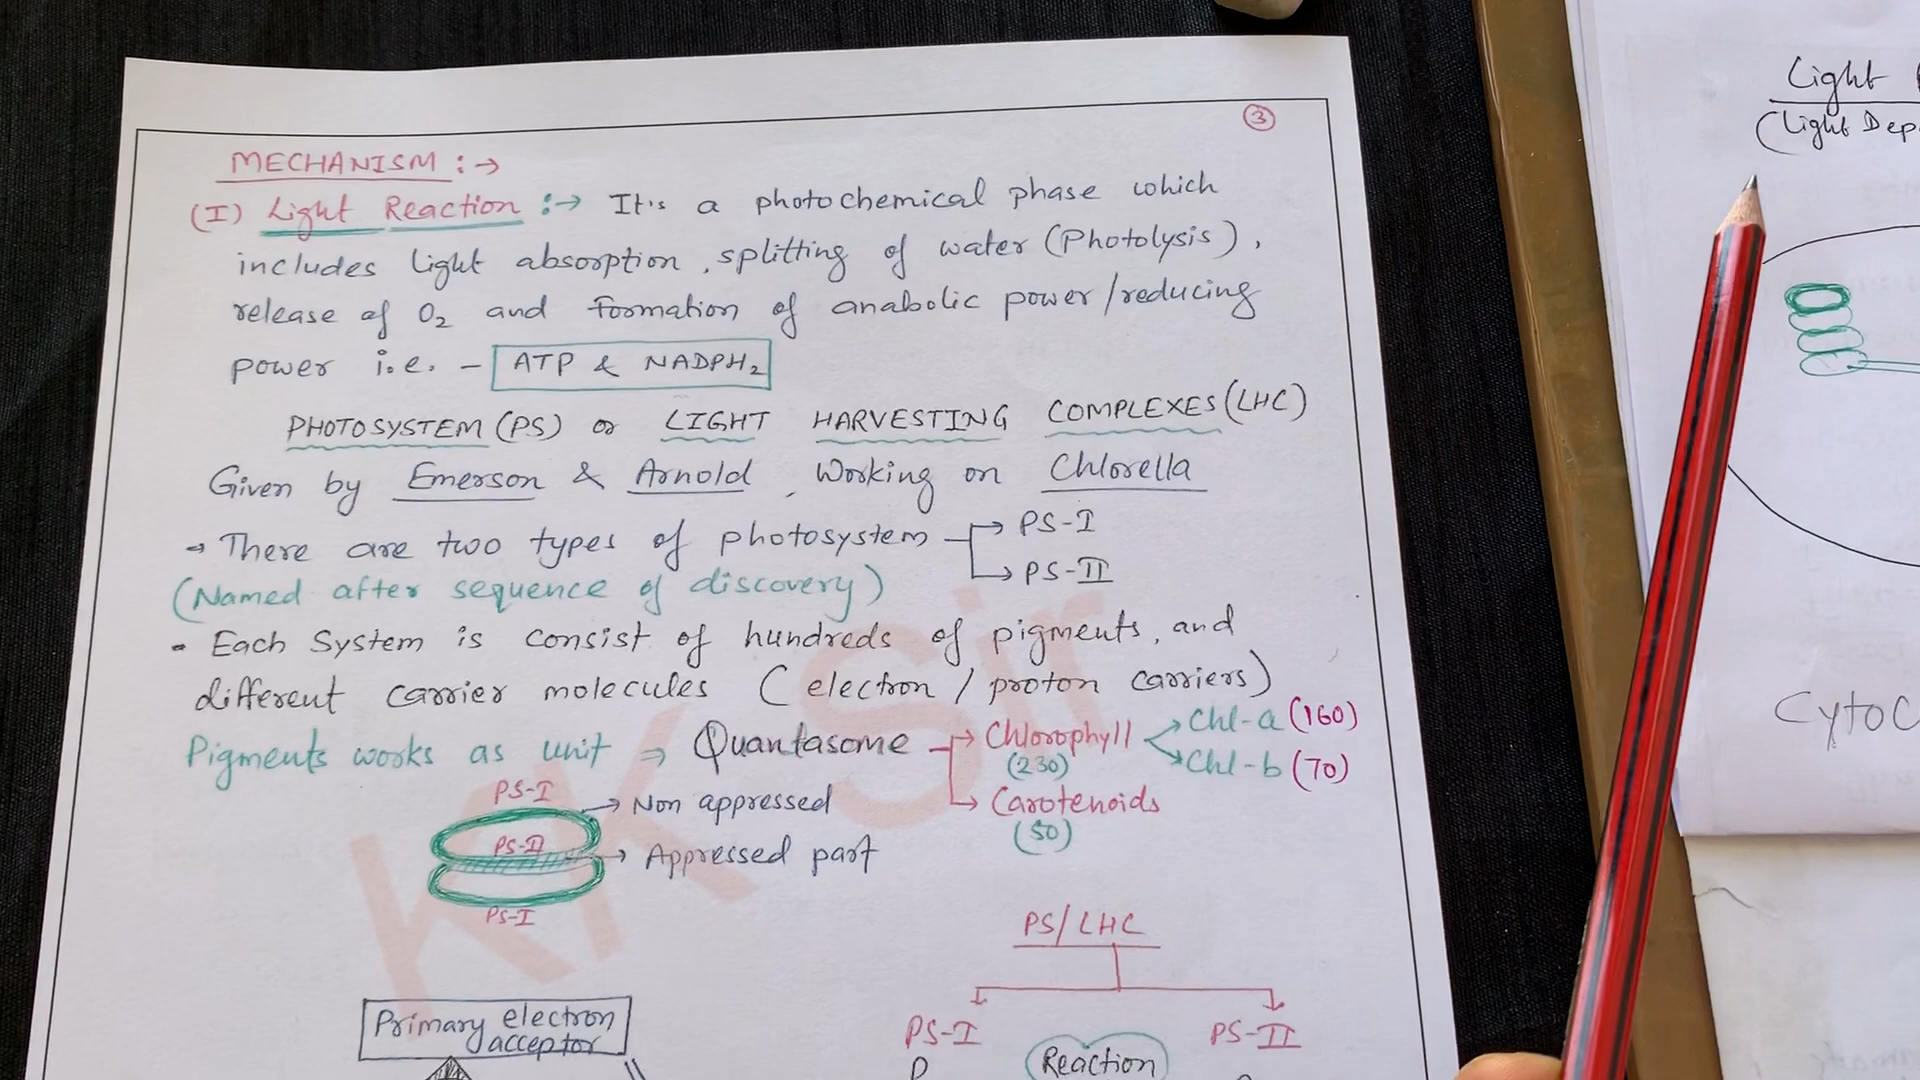 3
MECHANISM :→
(I) Light Reaction :→ It's a photochemical phase which
includes light absorption, splitting of water (Photolysis),
release of O2 and formation of anabolic power/reducing
power i.e. - ATP & NADPH2
PHOTOSYSTEM (PS) or LIGHT HARVESTING COMPLEXES (LHC)
Given by Emerson & Arnold, Working on Chlorella
→ There are two types of photosystem → PS-I
→ PS-II
(Named after sequence of discovery)
- Each System is consist of hundreds of pigments, and
different carrier molecules (electron / proton carriers)
Pigments works as unit ⇒ Quantasome → Chlorophyll → Chl-a (160)
(230) → Chl-b (70)
→ Carotenoids
(50)
PS-I → Non appressed
PS-II → Appressed part
PS-I
PS/LHC
PS-I PS-II
Primary electron
acceptor
Reaction
KK Sir
Light
(Light Dep